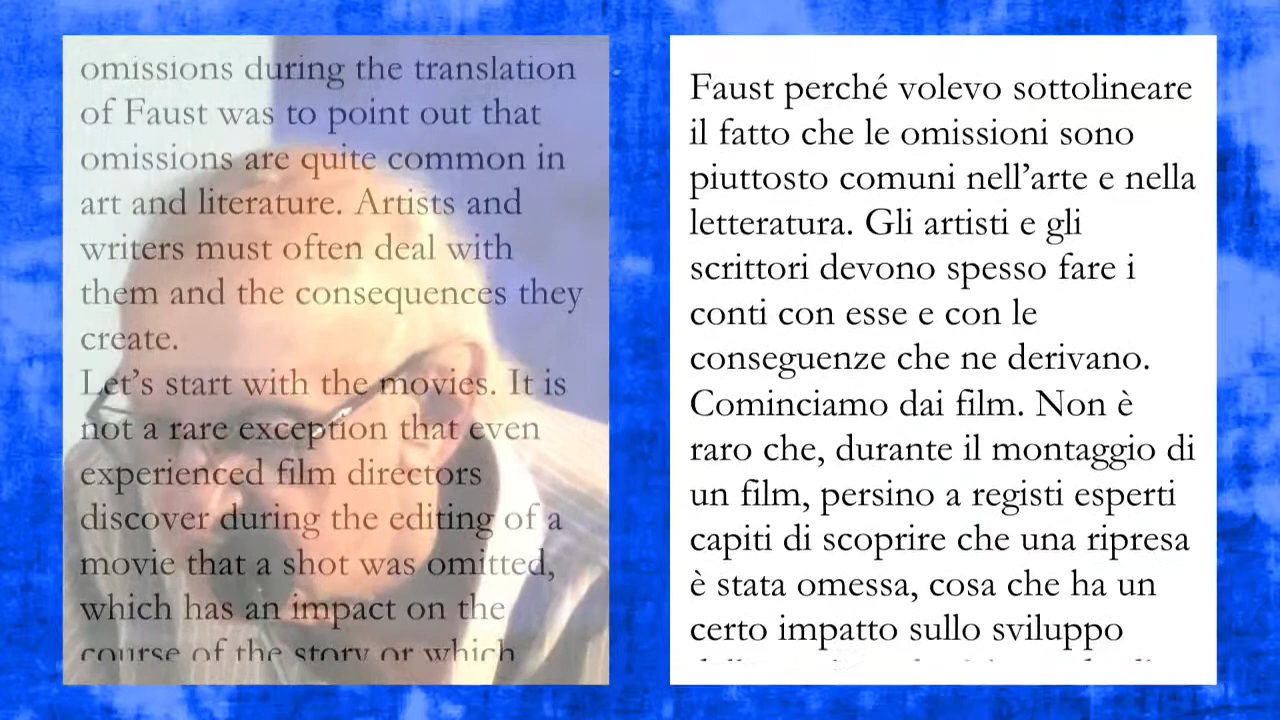 omissions during the translation
of Faust was to point out that
omissions are quite common in
art and literature. Artists and
writers must often deal with
them and the consequences they
create.
Let’s start with the movies. It is
not a rare exception that even
experienced film directors
discover during the editing of a
movie that a shot was omitted,
which has an impact on the
course of the story or which
Faust perché volevo sottolineare
il fatto che le omissioni sono
piuttosto comuni nell’arte e nella
letteratura. Gli artisti e gli
scrittori devono spesso fare i
conti con esse e con le
conseguenze che ne derivano.
Cominciamo dai film. Non è
raro che, durante il montaggio di
un film, persino a registi esperti
capiti di scoprire che una ripresa
è stata omessa, cosa che ha un
certo impatto sullo sviluppo